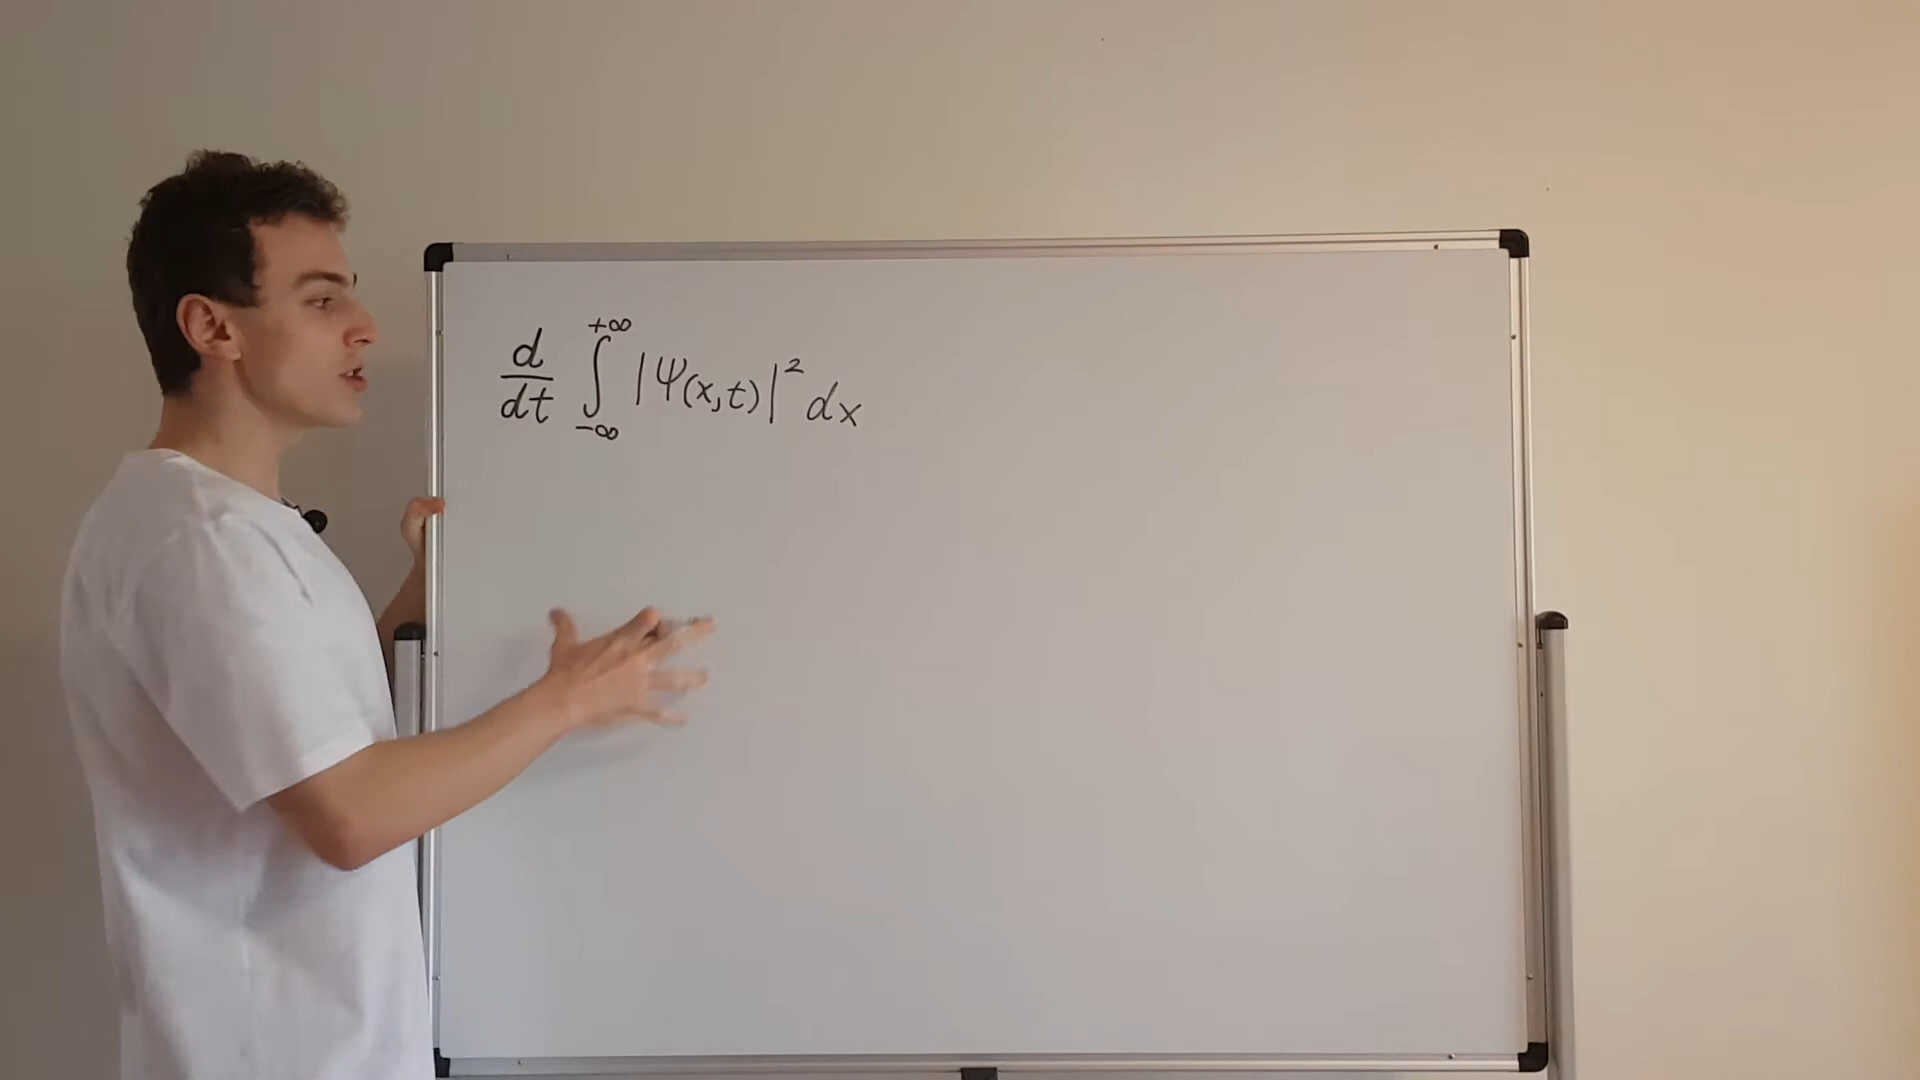 d/dt ∫_{-∞}^{+∞} |Ψ(x,t)|² dx